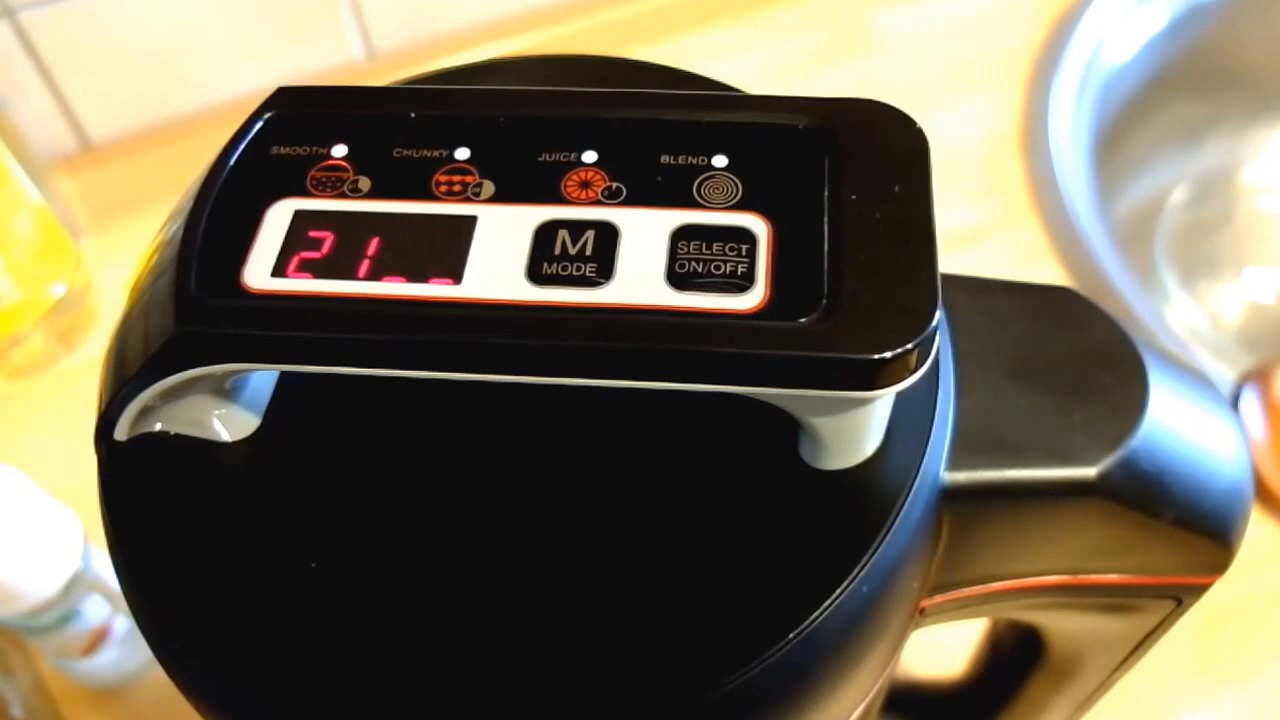 SMOOTH CHUNKY JUICE BLEND
21
M
MODE
SELECT
ON/OFF